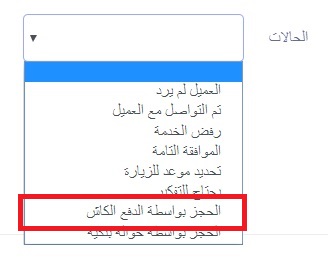 الحالات
العميل لم يرد
تم التواصل مع العميل
رفض الخدمة
الموافقة التامة
تحديد موعد للزيارة
يحتاج للتفكير
الحجز بواسطة الدفع الكاش
الحجز بواسطة حوالة بنكية